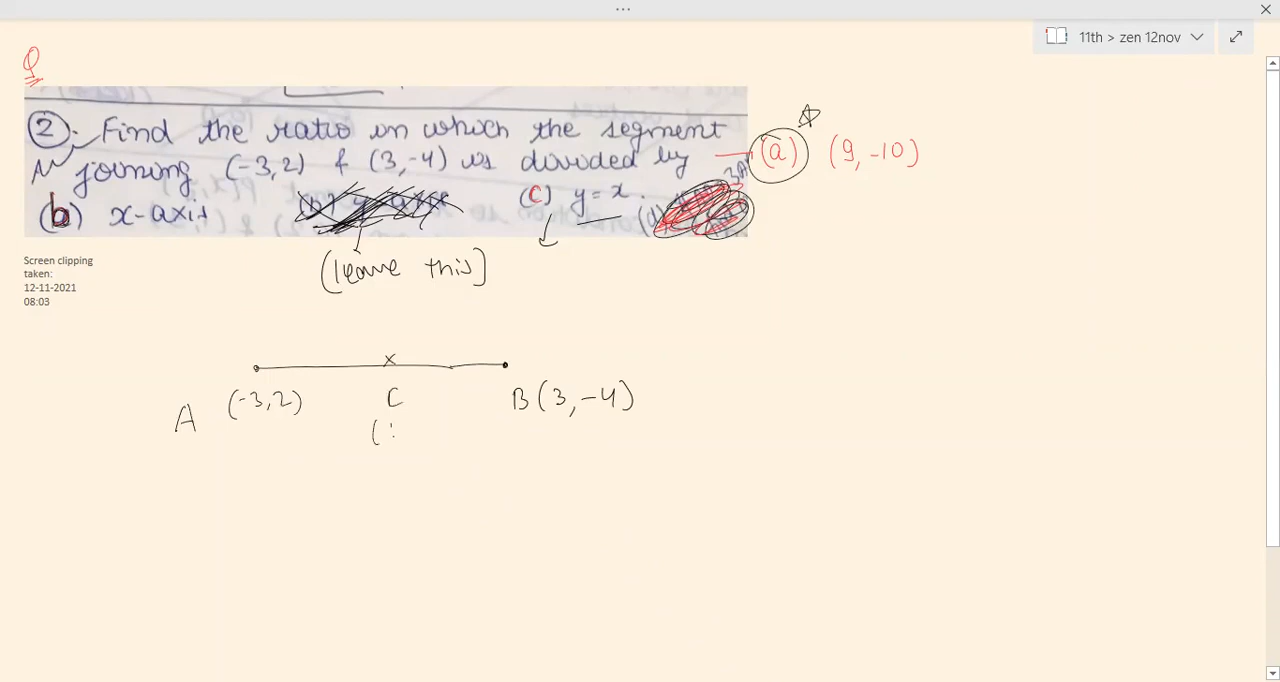 ...
11th > zen 12nov
Q
(2). Find the ratio in which the segment
joining (-3,2) & (3,-4) is divided by (a) (9, -10)
(b) x-axis (c) y = x.
(leave this)
Screen clipping
taken:
12-11-2021
08:03
x
A (-3,2) C B (3, -4)
(